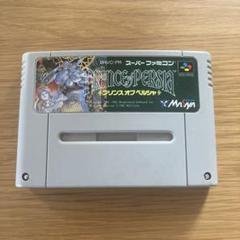 SHVC-PR スーパーファミコン
PRINCE OF PERSIA
プリンス オブ ペルシャ
Masaya